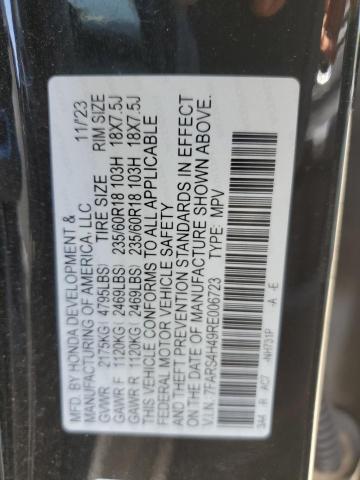 MFD. BY HONDA DEVELOPMENT & 11/23
MANUFACTURING OF AMERICA, LLC
GVWR 2175KG( 4795LBS) TIRE SIZE RIM SIZE
GAWR F 1120KG( 2469LBS) 235/60R18 103H 18X7.5J
GAWR R 1120KG( 2469LBS) 235/60R18 103H 18X7.5J
THIS VEHICLE CONFORMS TO ALL APPLICABLE
FEDERAL MOTOR VEHICLE SAFETY
AND THEFT PREVENTION STANDARDS IN EFFECT
ON THE DATE OF MANUFACTURE SHOWN ABOVE.
V.I.N. 7FARS4H49RE006723 TYPE: MPV
3A4 -B -AC7 -NH731P -A -E